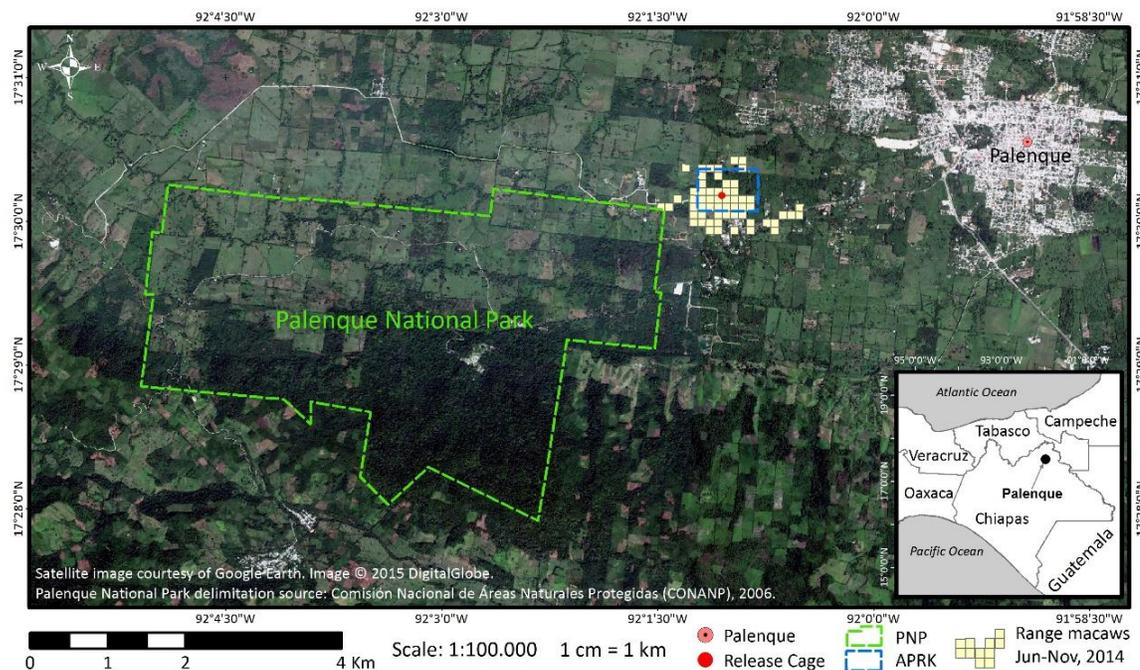 92°4'30"W 92°3'0"W 92°1'30"W 92°0'0"W 91°58'30"W
N
W E
S
17°31'0"N
17°30'0"N
17°29'0"N
17°28'0"N
Palenque
Palenque National Park
95°0'0"W 93°0'0"W 91°0'0"W
19°0'0"N
17°0'0"N
15°0'0"N
Atlantic Ocean
Campeche
Tabasco
Veracruz
Oaxaca
Palenque
Chiapas
Pacific Ocean
Guatemala
Satellite image courtesy of Google Earth. Image © 2015 DigitalGlobe.
Palenque National Park delimitation source: Comisión Nacional de Áreas Naturales Protegidas (CONANP), 2006.
92°4'30"W 92°3'0"W 92°1'30"W 92°0'0"W 91°58'30"W
0 1 2 4 Km
Scale: 1:100.000 1 cm = 1 km
Palenque
Release Cage
PNP
APRK
Range macaws
Jun-Nov, 2014